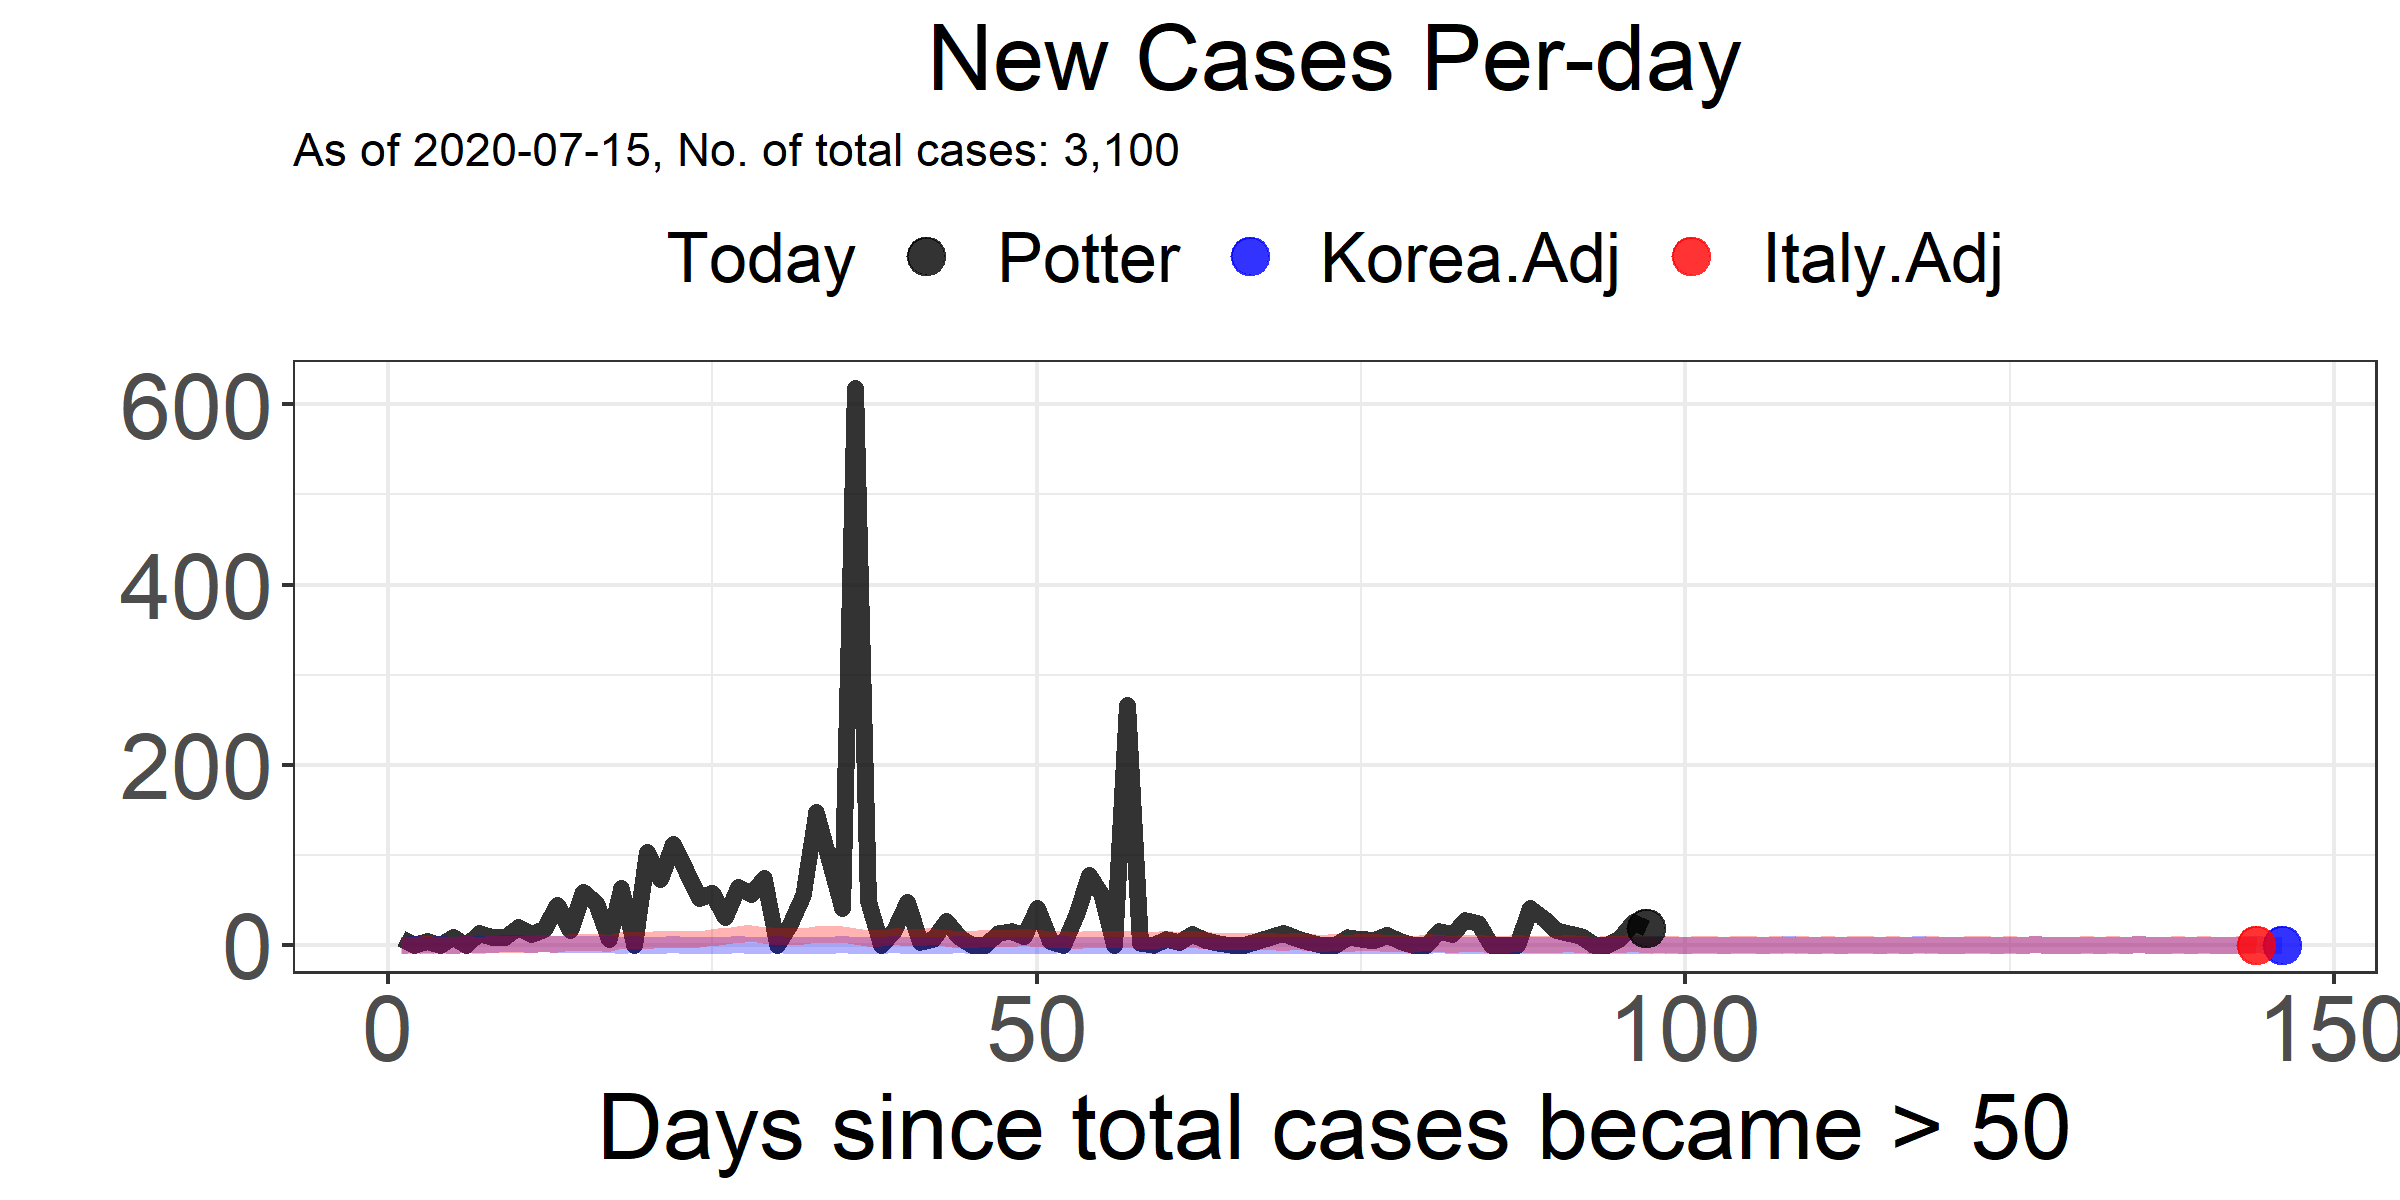 New Cases Per-day
As of 2020-07-15, No. of total cases: 3,100
Today Potter Korea.Adj Italy.Adj
600
400
200
0
0 50 100 150
Days since total cases became > 50